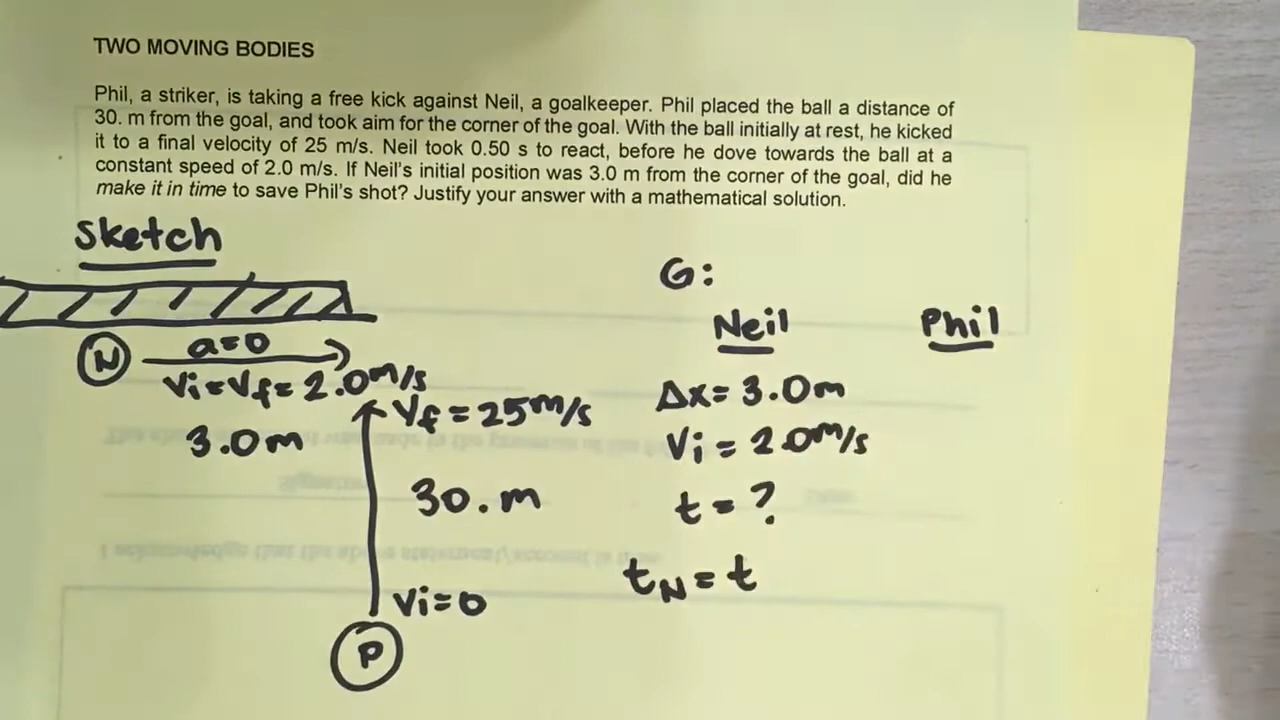 TWO MOVING BODIES
Phil, a striker, is taking a free kick against Neil, a goalkeeper. Phil placed the ball a distance of
30. m from the goal, and took aim for the corner of the goal. With the ball initially at rest, he kicked
it to a final velocity of 25 m/s. Neil took 0.50 s to react, before he dove towards the ball at a
constant speed of 2.0 m/s. If Neil's initial position was 3.0 m from the corner of the goal, did he
make it in time to save Phil's shot? Justify your answer with a mathematical solution.
Sketch
N
a=0
Vi=Vf=2.0m/s
3.0m
Vf=25m/s
30.m
Vi=0
P
G:
Neil
Δx=3.0m
Vi=2.0m/s
t=?
tN=t
Phil